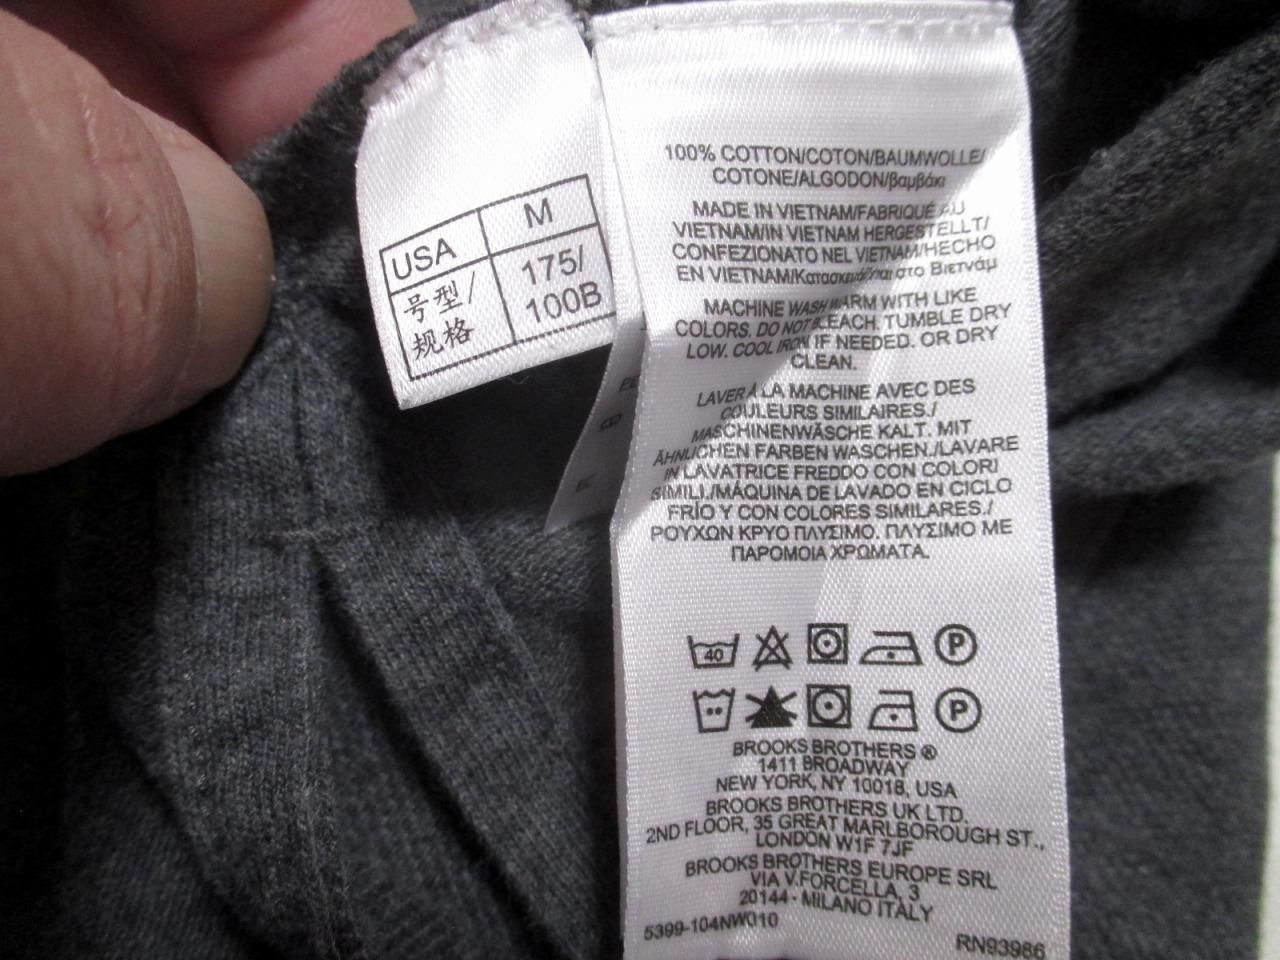 USA M
号型/ 175/
规格 100B
100% COTTON/COTON/BAUMWOLLE/
COTONE/ALGODON/βαμβάκι
MADE IN VIETNAM/FABRIQUÉ AU
VIETNAM/IN VIETNAM HERGESTELLT/
CONFEZIONATO NEL VIETNAM/HECHO
EN VIETNAM/Κατασκευάζεται στο Βιετνάμ
MACHINE WASH WARM WITH LIKE
COLORS. DO NOT BLEACH. TUMBLE DRY
LOW. COOL IRON IF NEEDED. OR DRY
CLEAN.
LAVER À LA MACHINE AVEC DES
COULEURS SIMILAIRES./
MASCHINENWÄSCHE KALT. MIT
ÄHNLICHEN FARBEN WASCHEN./LAVARE
IN LAVATRICE FREDDO CON COLORI
SIMILI./MÁQUINA DE LAVADO EN CICLO
FRÍO Y CON COLORES SIMILARES./
ΡΟΥΧΩΝ ΚΡΥΟ ΠΛΥΣΙΜΟ. ΠΛΥΣΙΜΟ ΜΕ
ΠΑΡΟΜΟΙΑ ΧΡΩΜΑΤΑ.
40 P
P
BROOKS BROTHERS ®
1411 BROADWAY
NEW YORK, NY 10018, USA
BROOKS BROTHERS UK LTD.
2ND FLOOR, 35 GREAT MARLBOROUGH ST.,
LONDON W1F 7JF
BROOKS BROTHERS EUROPE SRL
VIA V.FORCELLA, 3
20144 - MILANO ITALY
5399-104NW010
RN93986